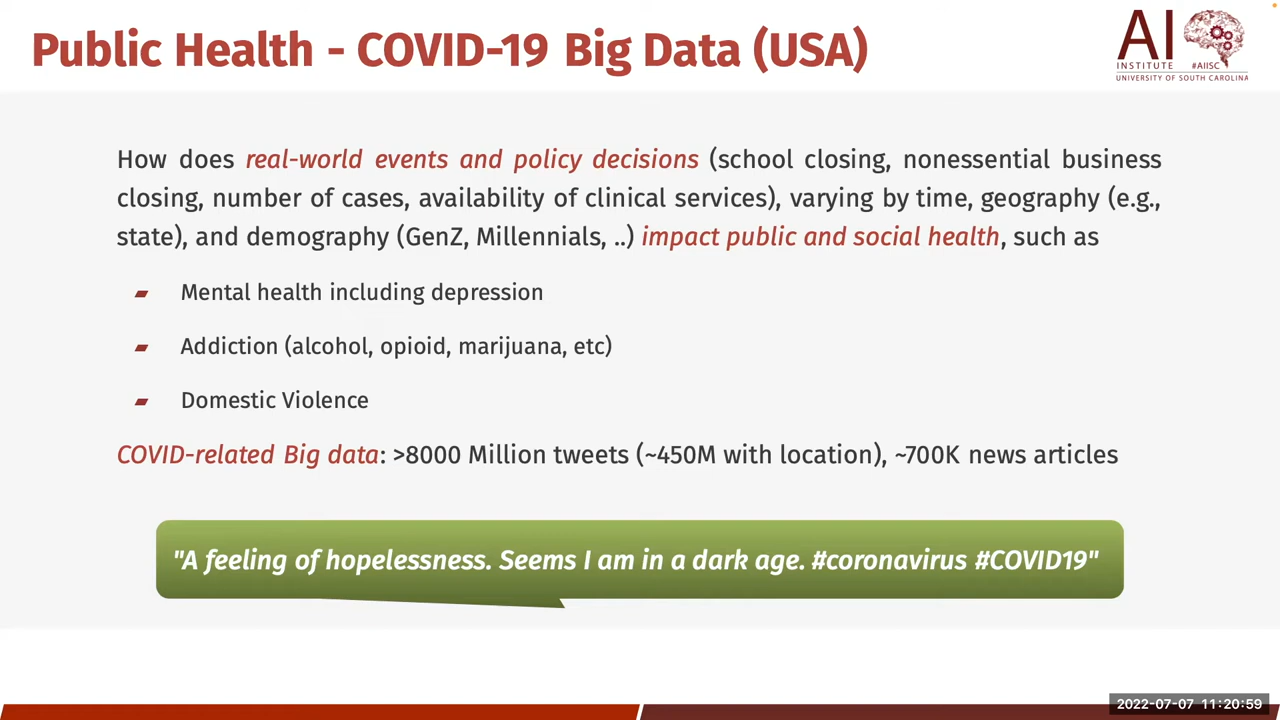 Public Health - COVID-19 Big Data (USA)
AI
INSTITUTE #AIISC
UNIVERSITY OF SOUTH CAROLINA
How does real-world events and policy decisions (school closing, nonessential business
closing, number of cases, availability of clinical services), varying by time, geography (e.g.,
state), and demography (GenZ, Millennials, ..) impact public and social health, such as
Mental health including depression
Addiction (alcohol, opioid, marijuana, etc)
Domestic Violence
COVID-related Big data: >8000 Million tweets (~450M with location), ~700K news articles
"A feeling of hopelessness. Seems I am in a dark age. #coronavirus #COVID19"
2022-07-07 11:20:59